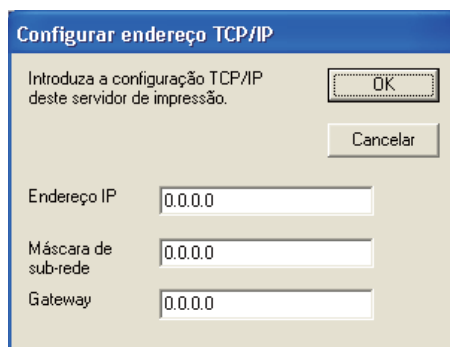 Configurar endereço TCP/IP
Introduza a configuração TCP/IP
deste servidor de impressão.
OK
Cancelar
Endereço IP
0.0.0.0
Máscara de
sub-rede
0.0.0.0
Gateway
0.0.0.0